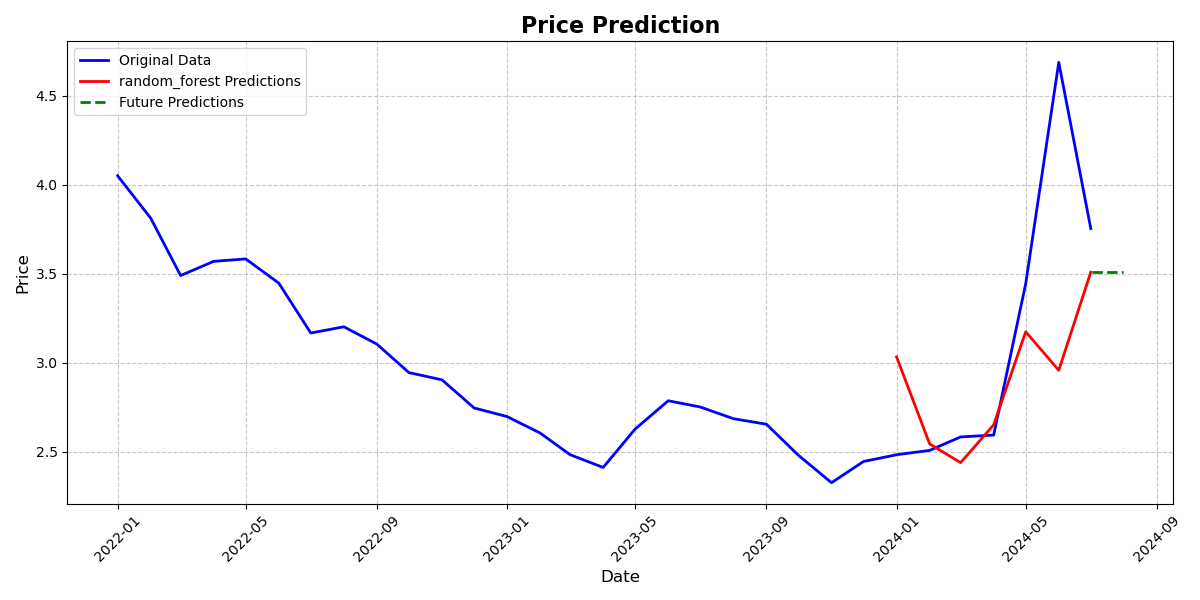 Price Prediction
Original Data
random_forest Predictions
Future Predictions
Price
4.5
4.0
3.5
3.0
2.5
2022-01
2022-05
2022-09
2023-01
2023-05
2023-09
2024-01
2024-05
2024-09
Date